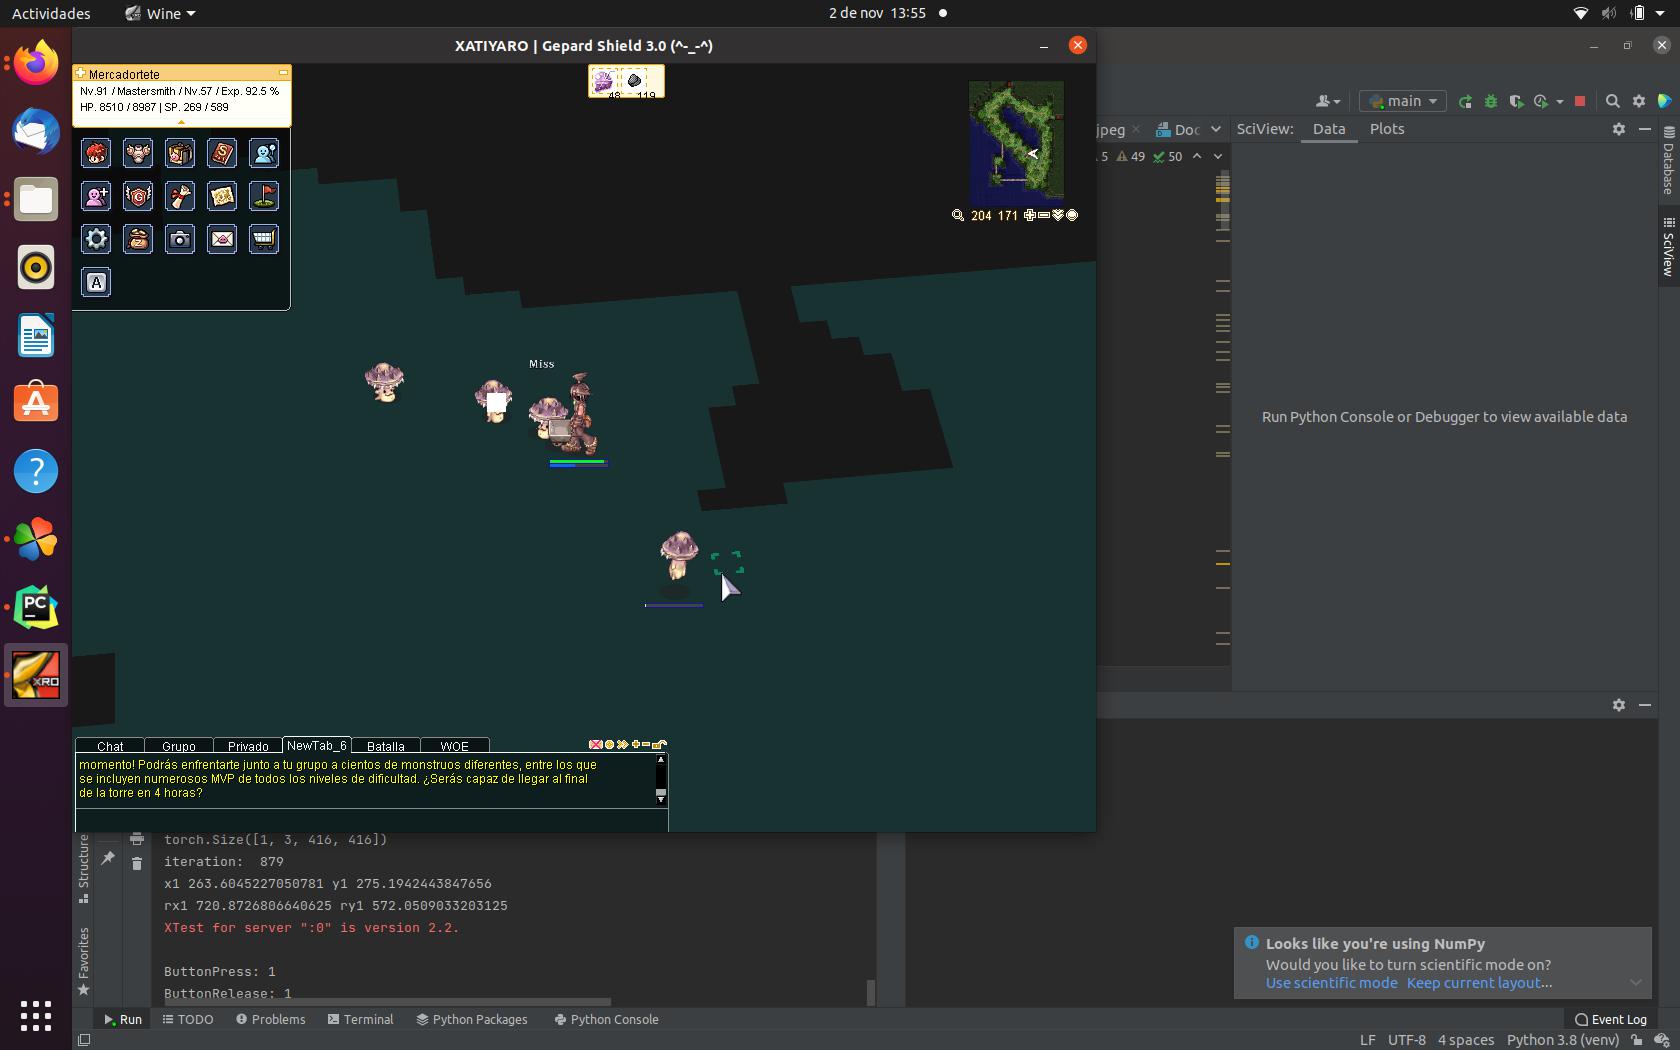 Actividades
Wine
2 de nov 13:55
XATIYARO | Gepard Shield 3.0 (^-_-^)
Mercadortete
Nv.91 / Mastersmith / Nv.57 / Exp. 92.5 %
HP. 8510 / 8987 | SP. 269 / 589
48 119
G
A
204 171
Miss
Chat Grupo Privado NewTab_6 Batalla WOE
momento! Podrás enfrentarte junto a tu grupo a cientos de monstruos diferentes, entre los que
se incluyen numerosos MVP de todos los niveles de dificultad. ¿Serás capaz de llegar al final
de la torre en 4 horas?
main
jpeg
Doc
SciView: Data Plots
5 49 50
Database
SciView
Run Python Console or Debugger to view available data
PC
XRO
torch.Size([1, 3, 416, 416])
iteration: 879
x1 263.6045227050781 y1 275.1942443847656
rx1 720.8726806640625 ry1 572.0509033203125
XTest for server ":0" is version 2.2.
ButtonPress: 1
ButtonRelease: 1
Structure
Favorites
Looks like you're using NumPy
Would you like to turn scientific mode on?
Use scientific mode Keep current layout...
Run TODO Problems Terminal Python Packages Python Console
Event Log
LF UTF-8 4 spaces Python 3.8 (venv)